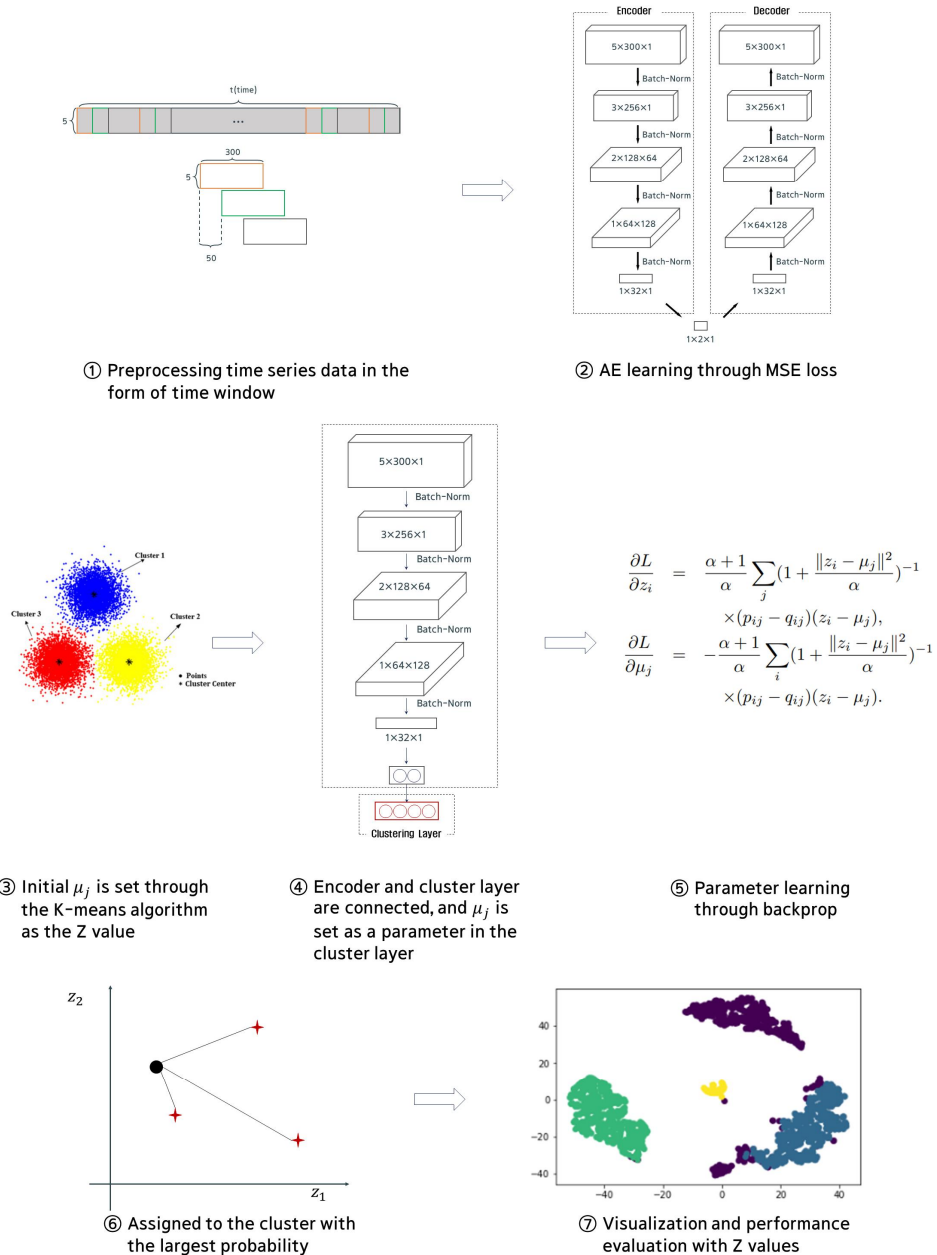 t(time)
5
...
300
5
50
Encoder
5×300×1
Batch-Norm
3×256×1
Batch-Norm
2×128×64
Batch-Norm
1×64×128
Batch-Norm
1×32×1
Decoder
5×300×1
Batch-Norm
3×256×1
Batch-Norm
2×128×64
Batch-Norm
1×64×128
Batch-Norm
1×32×1
1×2×1
① Preprocessing time series data in the
form of time window
② AE learning through MSE loss
Cluster 1
Cluster 3
Cluster 2
Points
Cluster Center
5×300×1
Batch-Norm
3×256×1
Batch-Norm
2×128×64
Batch-Norm
1×64×128
Batch-Norm
1×32×1
Clustering Layer
∂L/∂z_i = (α + 1)/α ∑_j (1 + ‖z_i − μ_j‖²/α)^−1
×(p_ij − q_ij)(z_i − μ_j),
∂L/∂μ_j = −(α + 1)/α ∑_i (1 + ‖z_i − μ_j‖²/α)^−1
×(p_ij − q_ij)(z_i − μ_j).
③ Initial μ_j is set through
the K-means algorithm
as the Z value
④ Encoder and cluster layer
are connected, and μ_j is
set as a parameter in the
cluster layer
⑤ Parameter learning
through backprop
z_2
z_1
40
20
0
−20
−40
−40 −20 0 20 40
⑥ Assigned to the cluster with
the largest probability
⑦ Visualization and performance
evaluation with Z values